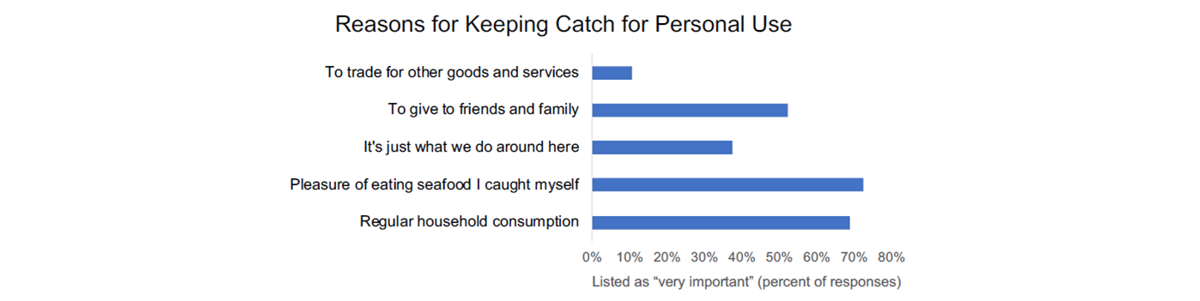 Reasons for Keeping Catch for Personal Use
To trade for other goods and services
To give to friends and family
It's just what we do around here
Pleasure of eating seafood I caught myself
Regular household consumption
0% 10% 20% 30% 40% 50% 60% 70% 80%
Listed as “very important” (percent of responses)